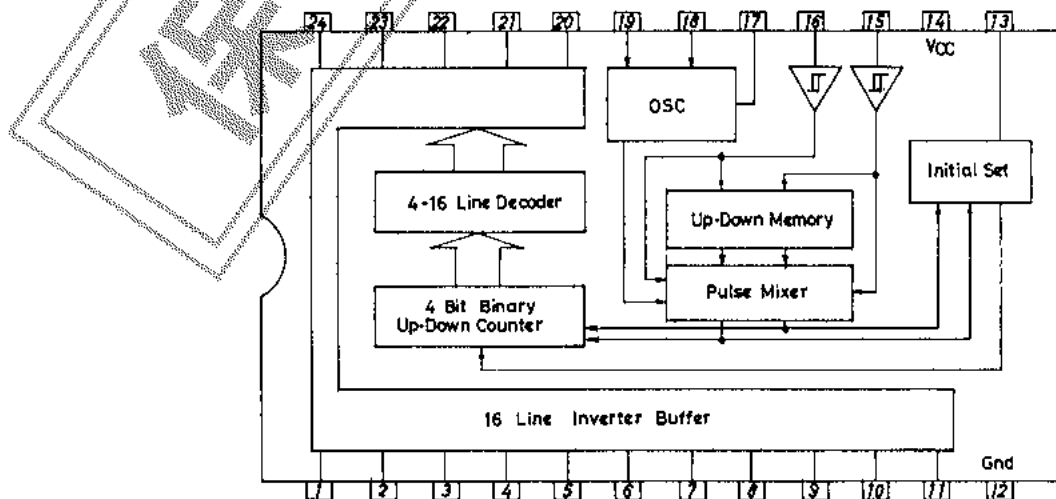 24 23 22 21 20 19 18 17 16 15 14 13
VCC
OSC
Initial Set
4-16 Line Decoder
Up-Down Memory
Pulse Mixer
4 Bit Binary
Up-Down Counter
16 Line Inverter Buffer
Gnd
1 2 3 4 5 6 7 8 9 10 11 12